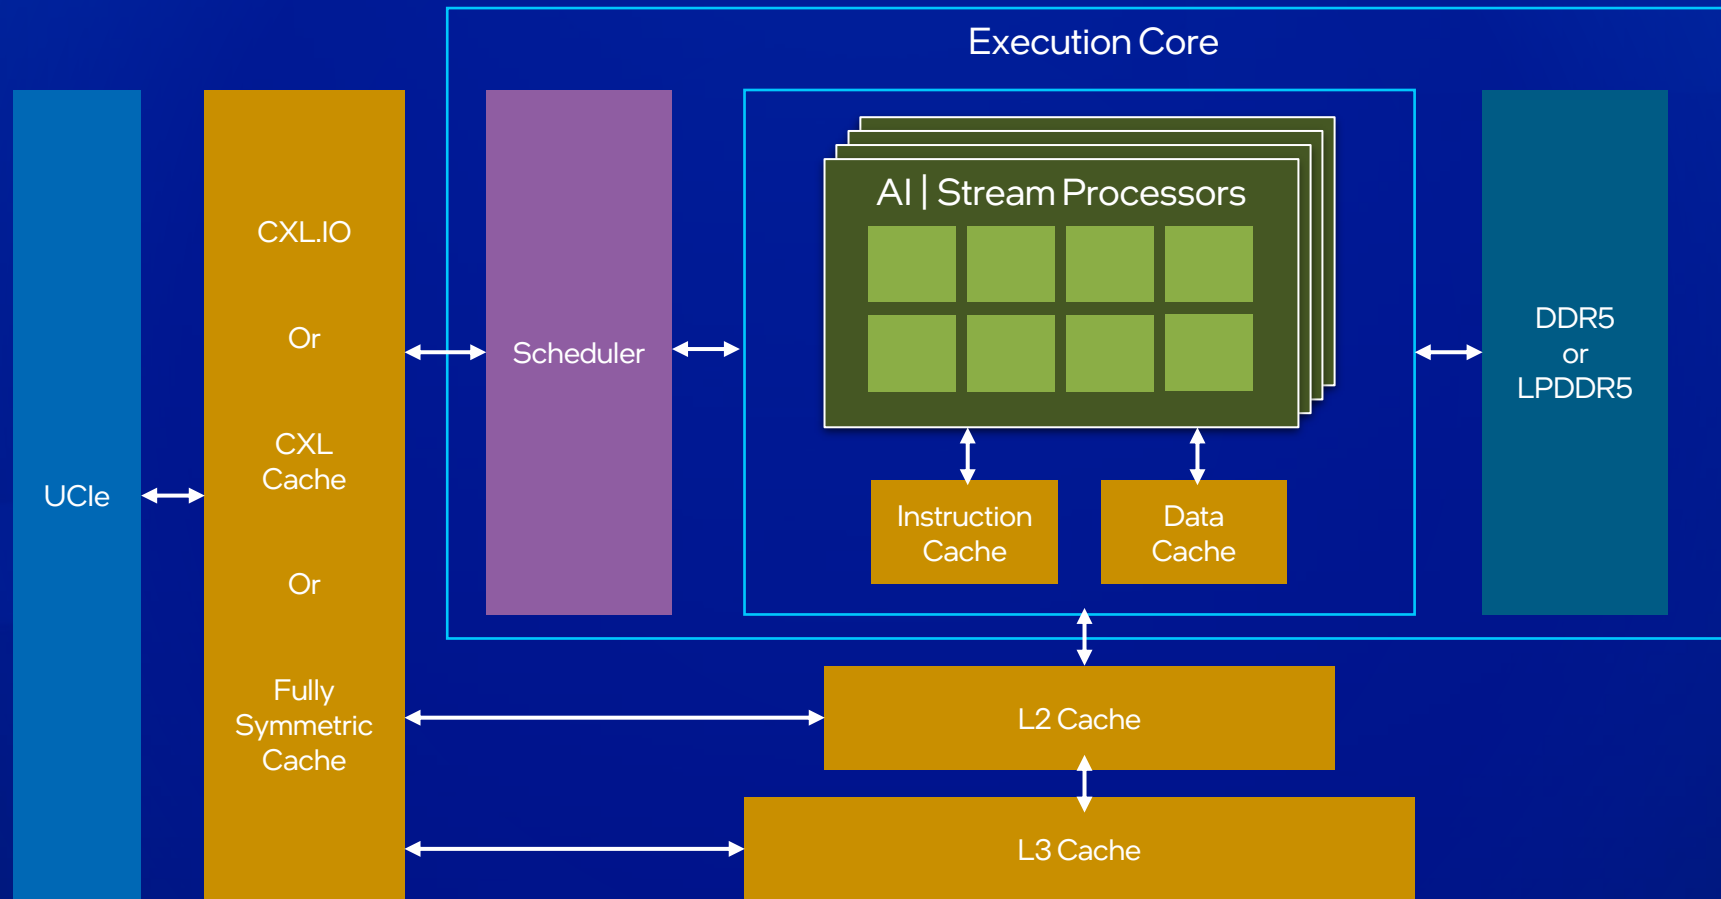 Execution Core
UCIe
CXL.IO
Or
CXL
Cache
Or
Fully
Symmetric
Cache
Scheduler
AI | Stream Processors
Instruction
Cache
Data
Cache
DDR5
or
LPDDR5
L2 Cache
L3 Cache